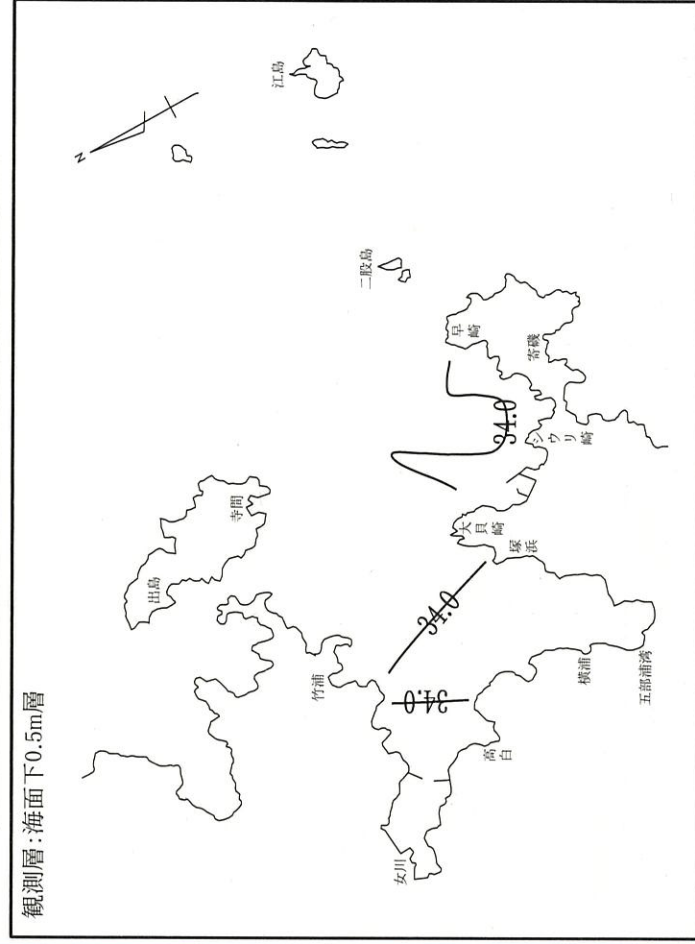 観測層：海面下0.5m層
N
江島
二股島
早崎
寄磯
34.0
シウリ崎
寺間
出島
大貝崎
塚浜
34.0
竹浦
34.0
横浦
五部浦湾
高白
女川